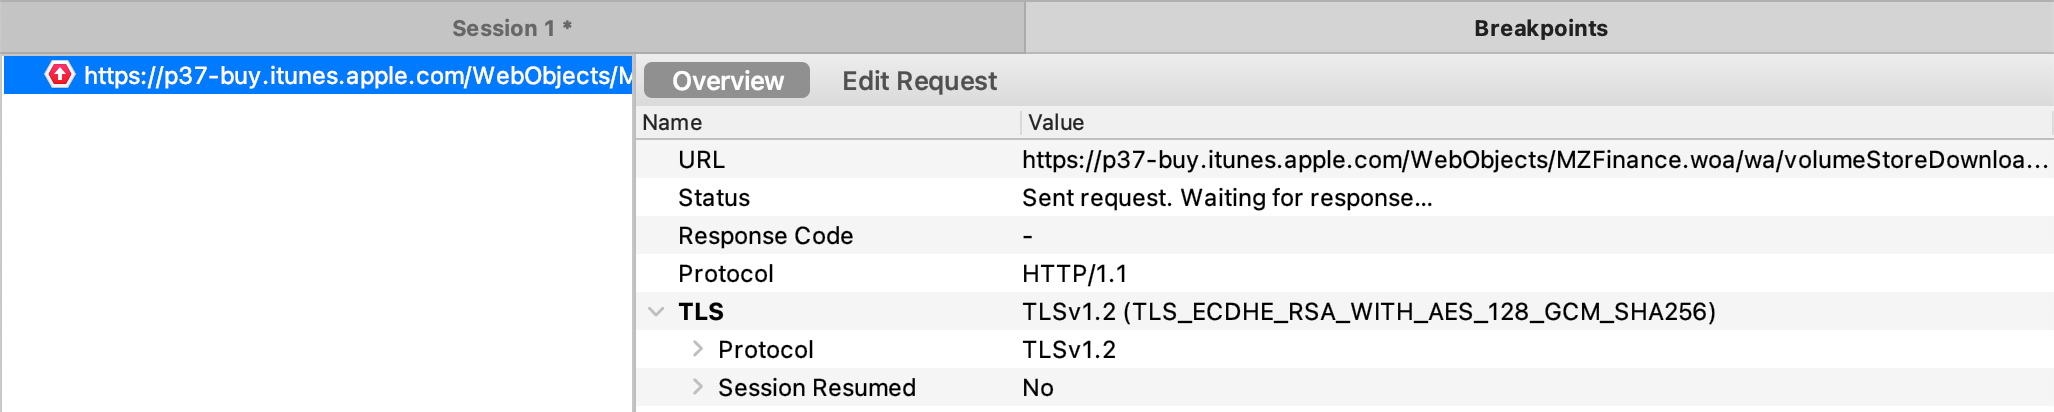 Session 1 *
Breakpoints
https://p37-buy.itunes.apple.com/WebObjects/M
Overview Edit Request
Name Value
URL https://p37-buy.itunes.apple.com/WebObjects/MZFinance.woa/wa/volumeStoreDownloa...
Status Sent request. Waiting for response...
Response Code -
Protocol HTTP/1.1
TLS TLSv1.2 (TLS_ECDHE_RSA_WITH_AES_128_GCM_SHA256)
Protocol TLSv1.2
Session Resumed No